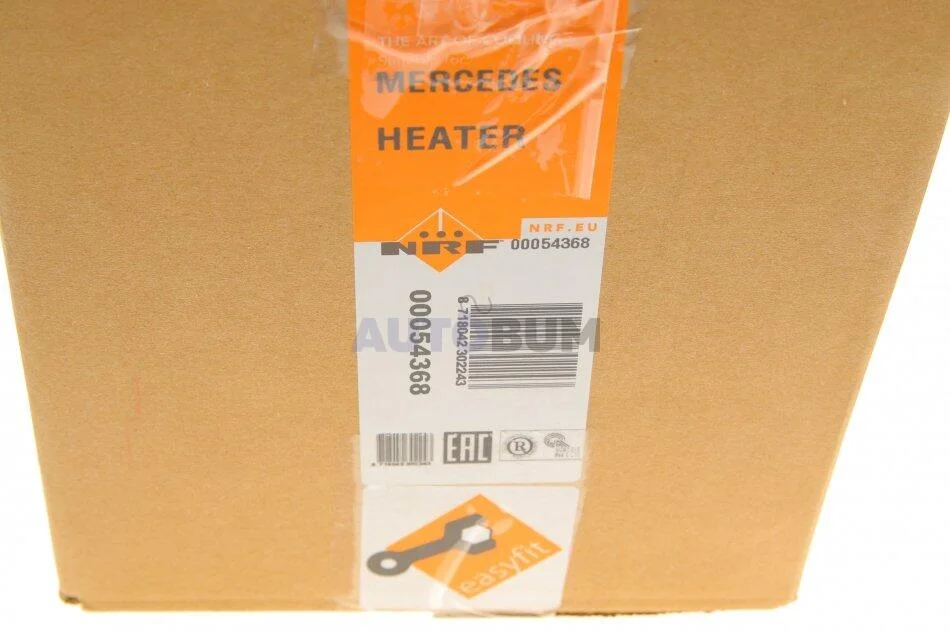 THE ART OF COOLING
MERCEDES
HEATER
NRF.EU
NRF 00054368
00054368
8 718042 302243
AUTOBUM
EAC
R
easyfit